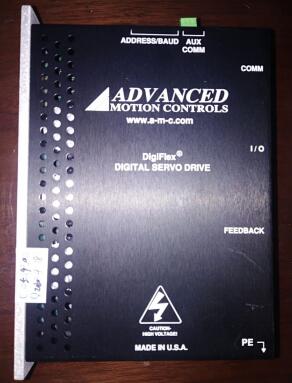 ADDRESS/BAUD
AUX
COMM
COMM
ADVANCED
MOTION CONTROLS
www.a-m-c.com
I/O
DigiFlex®
DIGITAL SERVO DRIVE
FEEDBACK
CAUTION-
HIGH VOLTAGE!
PE
MADE IN U.S.A.